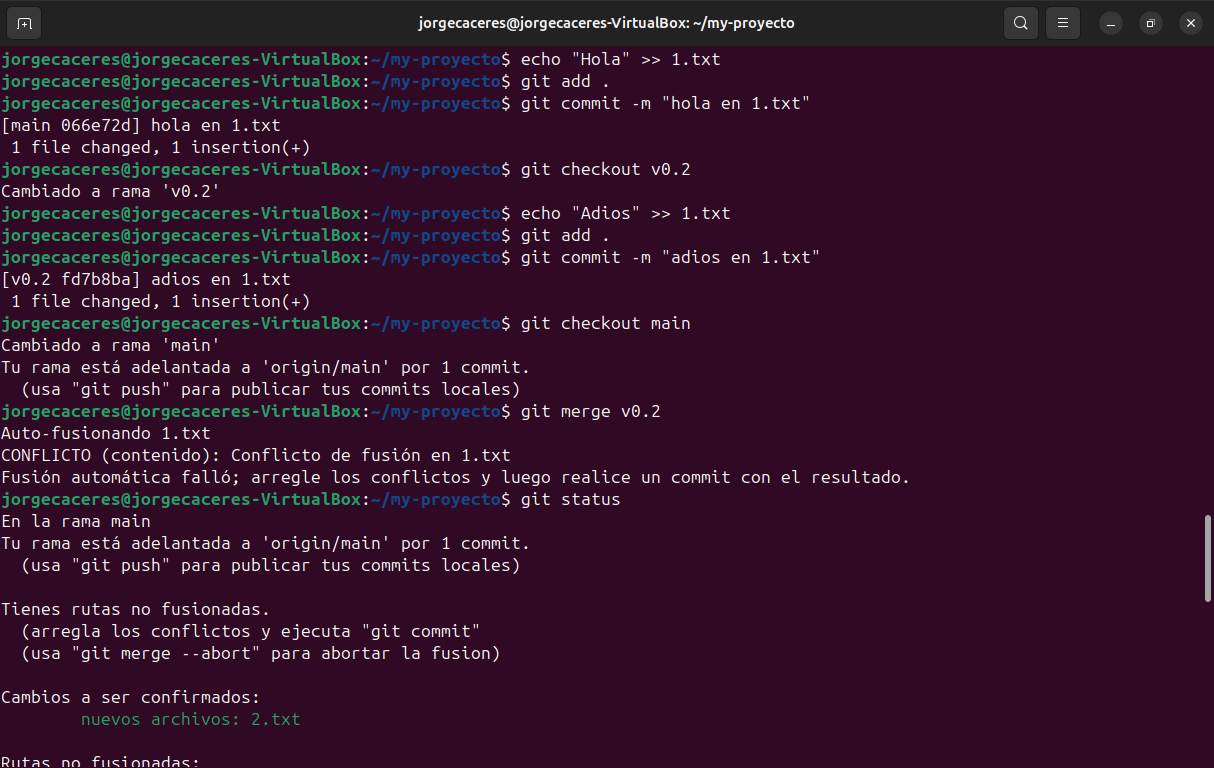 jorgecaceres@jorgecaceres-VirtualBox: ~/my-proyecto
jorgecaceres@jorgecaceres-VirtualBox:~/my-proyecto$ echo "Hola" >> 1.txt
jorgecaceres@jorgecaceres-VirtualBox:~/my-proyecto$ git add .
jorgecaceres@jorgecaceres-VirtualBox:~/my-proyecto$ git commit -m "hola en 1.txt"
[main 066e72d] hola en 1.txt
 1 file changed, 1 insertion(+)
jorgecaceres@jorgecaceres-VirtualBox:~/my-proyecto$ git checkout v0.2
Cambiado a rama 'v0.2'
jorgecaceres@jorgecaceres-VirtualBox:~/my-proyecto$ echo "Adios" >> 1.txt
jorgecaceres@jorgecaceres-VirtualBox:~/my-proyecto$ git add .
jorgecaceres@jorgecaceres-VirtualBox:~/my-proyecto$ git commit -m "adios en 1.txt"
[v0.2 fd7b8ba] adios en 1.txt
 1 file changed, 1 insertion(+)
jorgecaceres@jorgecaceres-VirtualBox:~/my-proyecto$ git checkout main
Cambiado a rama 'main'
Tu rama está adelantada a 'origin/main' por 1 commit.
  (usa "git push" para publicar tus commits locales)
jorgecaceres@jorgecaceres-VirtualBox:~/my-proyecto$ git merge v0.2
Auto-fusionando 1.txt
CONFLICTO (contenido): Conflicto de fusión en 1.txt
Fusión automática falló; arregle los conflictos y luego realice un commit con el resultado.
jorgecaceres@jorgecaceres-VirtualBox:~/my-proyecto$ git status
En la rama main
Tu rama está adelantada a 'origin/main' por 1 commit.
  (usa "git push" para publicar tus commits locales)
Tienes rutas no fusionadas.
  (arregla los conflictos y ejecuta "git commit"
  (usa "git merge --abort" para abortar la fusion)
Cambios a ser confirmados:
        nuevos archivos: 2.txt
Rutas no fusionadas: